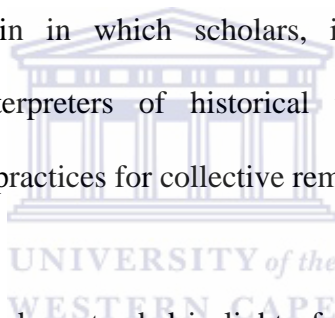 in in which scholars, i
terpreters of historical
practices for collective rem
UNIVERSITY of the
WESTERN CAPE